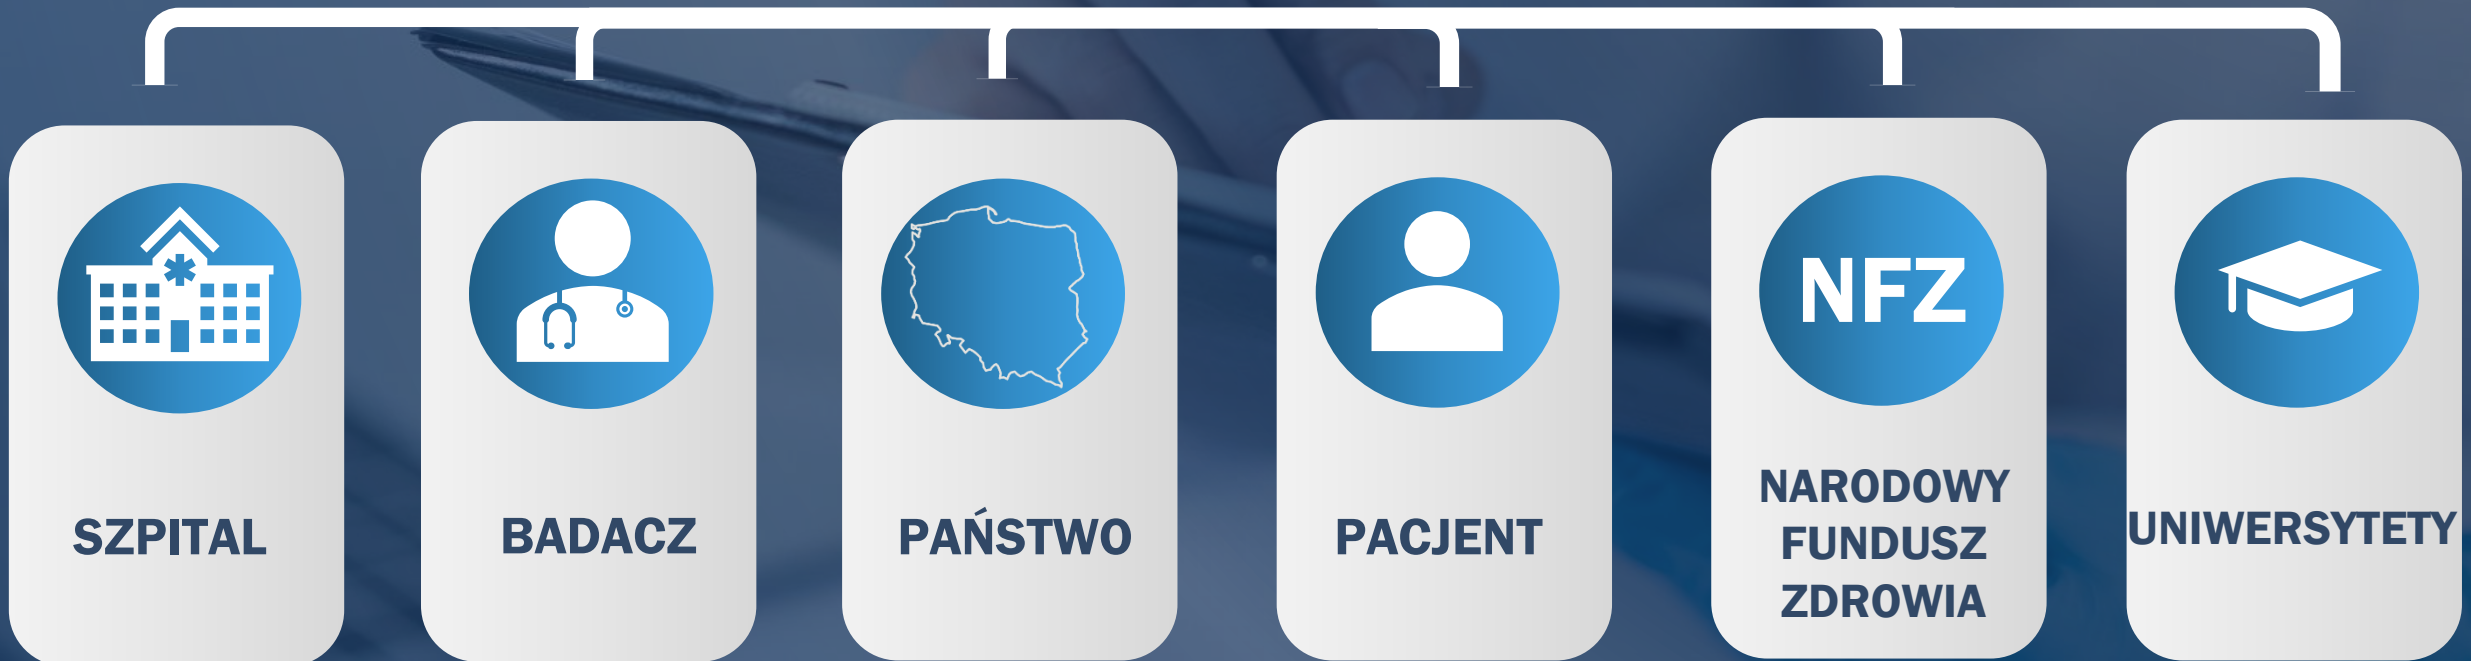 SZPITAL
BADACZ
PAŃSTWO
PACJENT
NFZ
NARODOWY
FUNDUSZ
ZDROWIA
UNIWERSYTETY